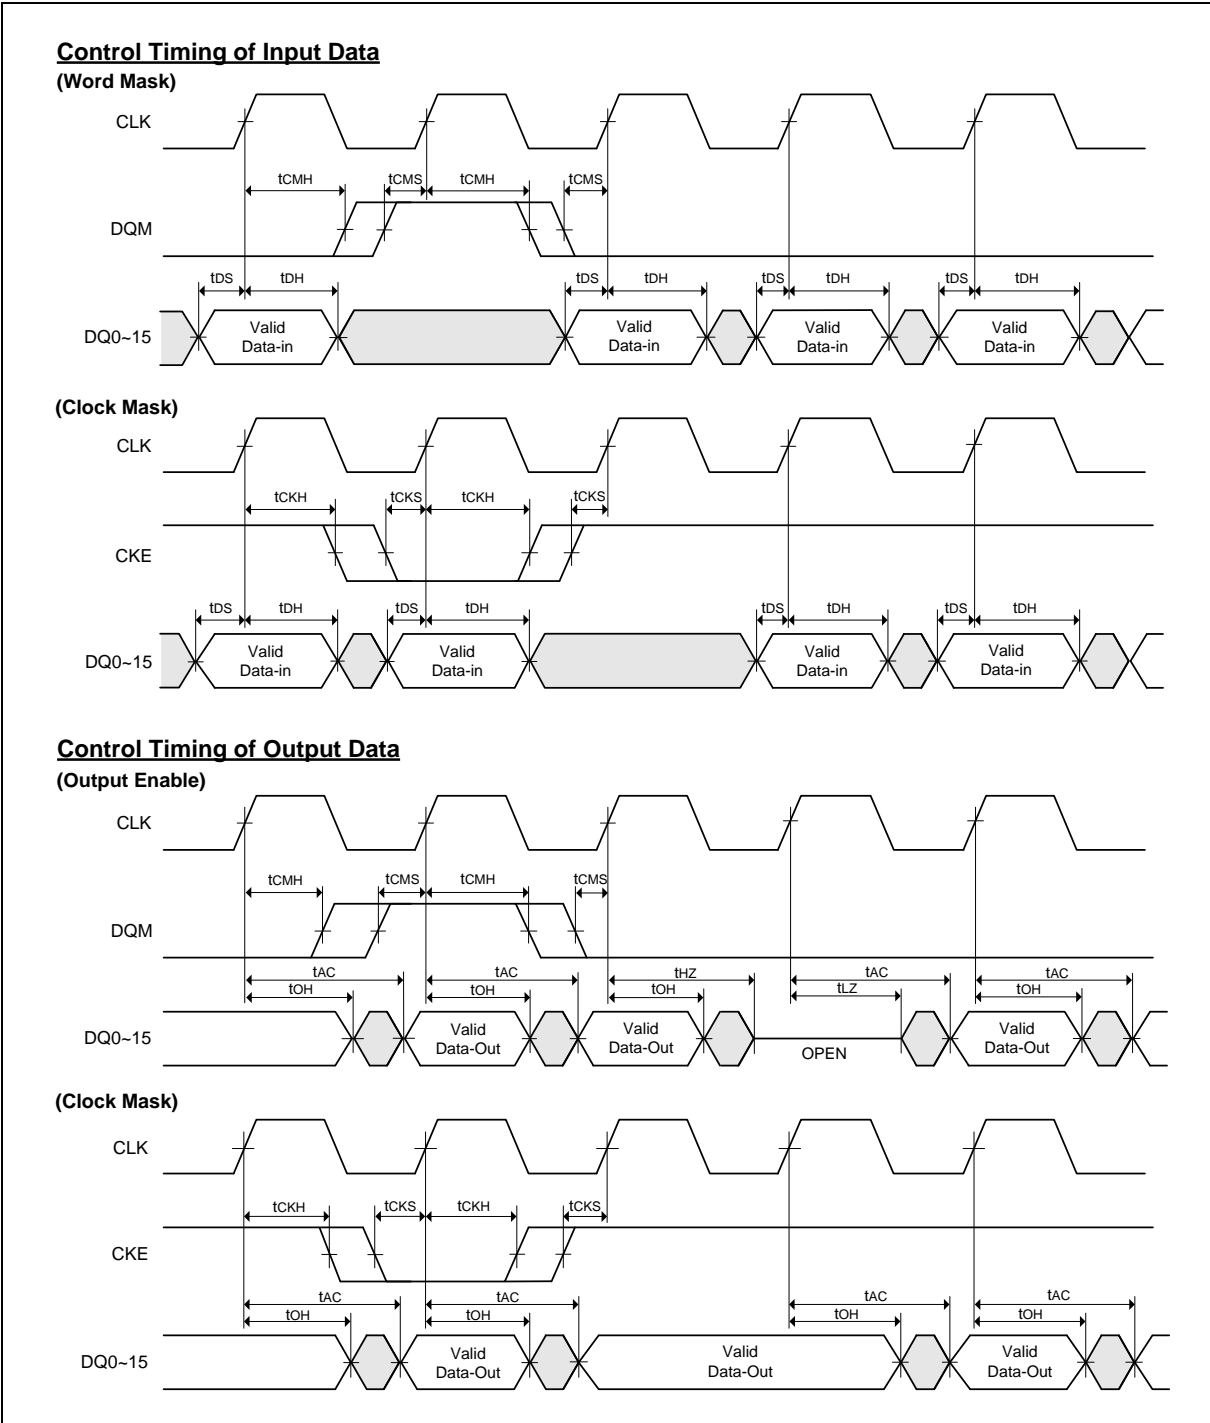 Control Timing of Input Data
(Word Mask)
CLK
tCMH tCMS tCMH tCMS
DQM
tDS tDH tDS tDH tDS tDH tDS tDH
DQ0~15
Valid Data-in
Valid Data-in
Valid Data-in
Valid Data-in
(Clock Mask)
CLK
tCKH tCKS tCKH tCKS
CKE
tDS tDH tDS tDH tDS tDH tDS tDH
DQ0~15
Valid Data-in
Valid Data-in
Valid Data-in
Valid Data-in
Control Timing of Output Data
(Output Enable)
CLK
tCMH tCMS tCMH tCMS
DQM
tAC tAC tHZ tAC tAC
tOH tOH tOH tLZ tOH
DQ0~15
Valid Data-Out
Valid Data-Out
OPEN
Valid Data-Out
(Clock Mask)
CLK
tCKH tCKS tCKH tCKS
CKE
tAC tAC tAC tAC
tOH tOH tOH tOH
DQ0~15
Valid Data-Out
Valid Data-Out
Valid Data-Out